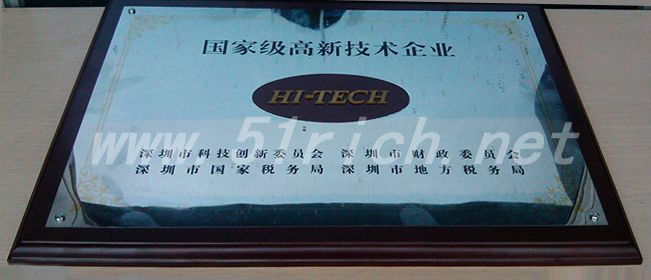 国家级高新技术企业
HI-TECH
www.51rich.net
深圳市科技创新委员会 深圳市财政委员会
深圳市国家税务局 深圳市地方税务局